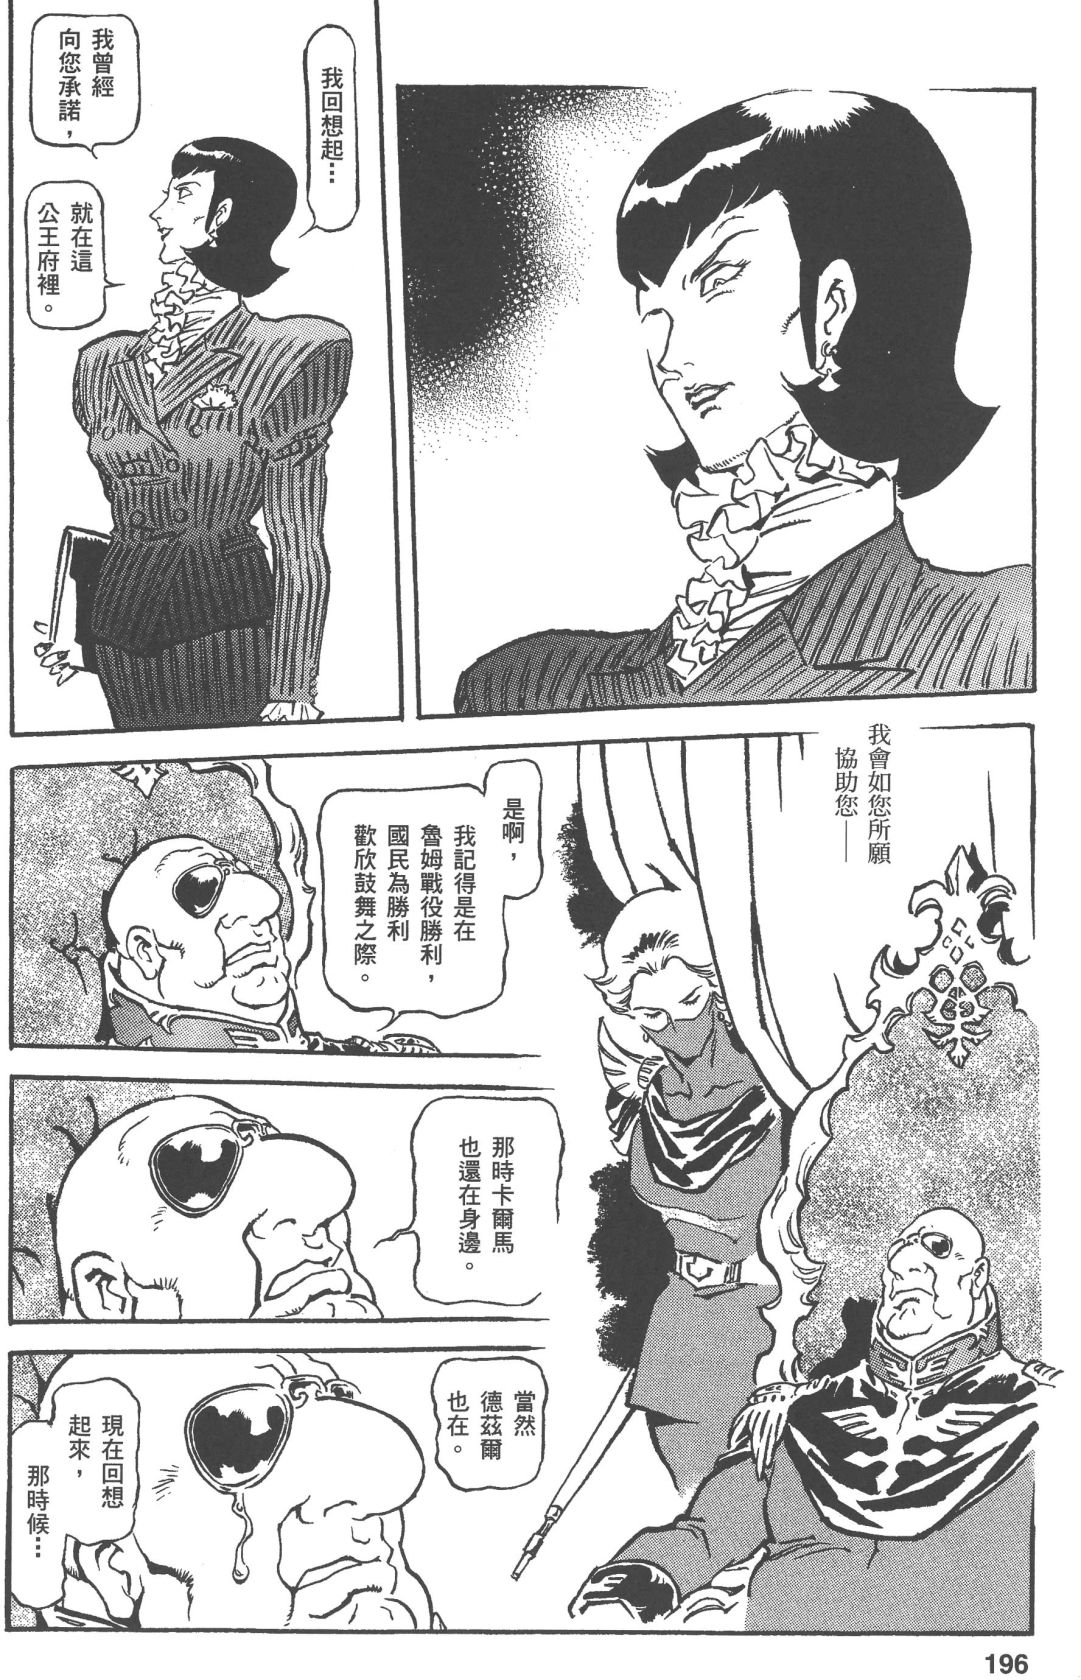 我回想起…
我曾經
向您承諾，
就在這
公王府裡。
我會如您所願
協助您——
是啊，
我記得是在
魯姆戰役勝利，
國民為勝利
歡欣鼓舞之際。
那時卡爾馬
也還在身邊。
當然
德茲爾
也在。
現在回想
起來，
那時候…
196